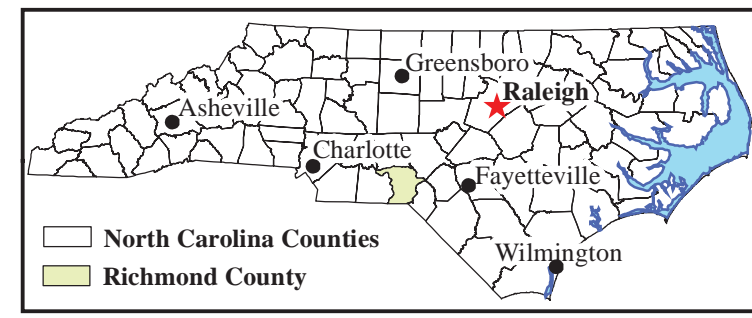 Greensboro
Raleigh
Asheville
Charlotte
Fayetteville
North Carolina Counties
Wilmington
Richmond County